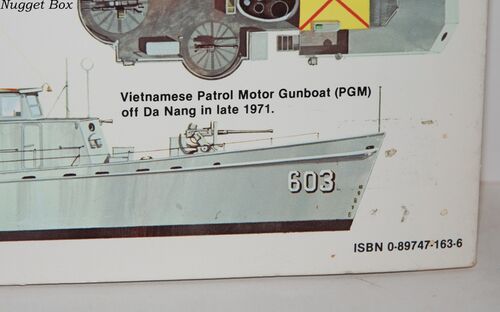 Nugget Box
Vietnamese Patrol Motor Gunboat (PGM)
off Da Nang in late 1971.
603
ISBN 0-89747-163-6